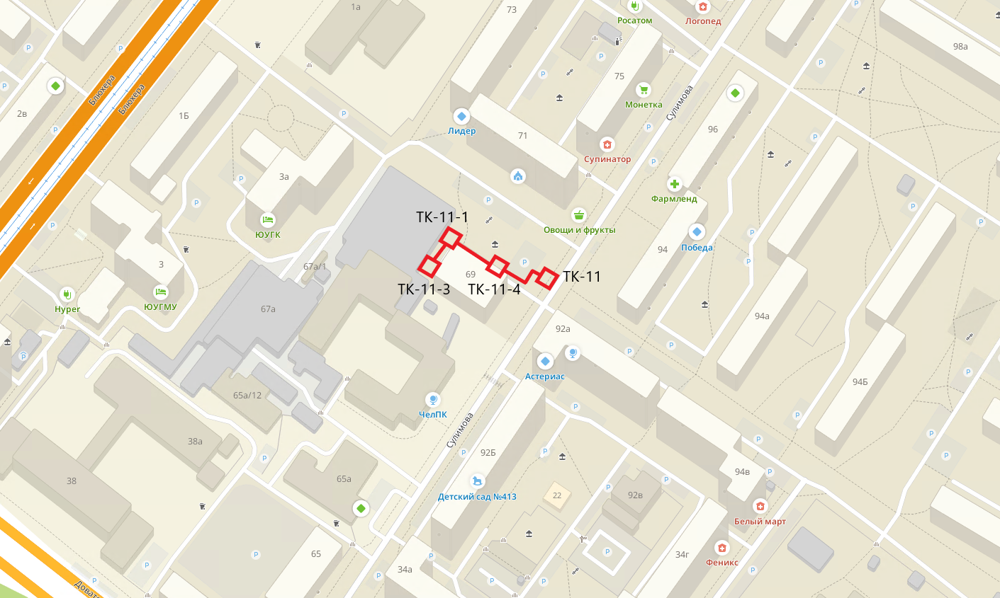 1а
73
Росатом
Логопед
98а
75
Монетка
Блюхера
Блюхера
Сулимова
2в
1Б
71
Лидер
96
Супинатор
3а
Фармленд
ЮУГК
ТК-11-1
Овощи и фрукты
94
Победа
67а/1
3
69
ТК-11
ТК-11-3
ТК-11-4
Hyper
ЮУГМУ
67а
94а
92а
Астериас
94Б
65а/12
ЧелПК
Сулимова
38а
92Б
94в
38
65а
Детский сад №413
22
92в
Белый март
65
34а
34г
Феникс